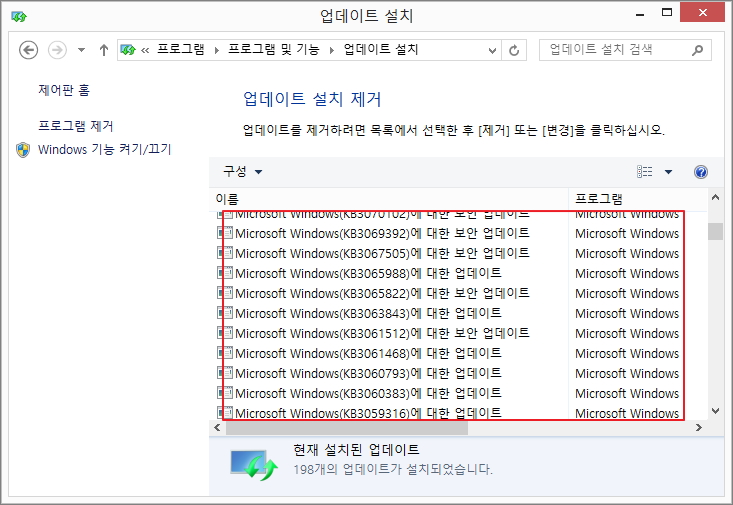 업데이트 설치
« 프로그램 › 프로그램 및 기능 › 업데이트 설치
업데이트 설치 검색
제어판 홈
프로그램 제거
Windows 기능 켜기/끄기
업데이트 설치 제거
업데이트를 제거하려면 목록에서 선택한 후 [제거] 또는 [변경]을 클릭하십시오.
구성
이름 프로그램
Microsoft Windows(KB3070102)에 대한 보안 업데이트 Microsoft Windows
Microsoft Windows(KB3069392)에 대한 보안 업데이트 Microsoft Windows
Microsoft Windows(KB3067505)에 대한 보안 업데이트 Microsoft Windows
Microsoft Windows(KB3065988)에 대한 업데이트 Microsoft Windows
Microsoft Windows(KB3065822)에 대한 보안 업데이트 Microsoft Windows
Microsoft Windows(KB3063843)에 대한 업데이트 Microsoft Windows
Microsoft Windows(KB3061512)에 대한 보안 업데이트 Microsoft Windows
Microsoft Windows(KB3061468)에 대한 업데이트 Microsoft Windows
Microsoft Windows(KB3060793)에 대한 업데이트 Microsoft Windows
Microsoft Windows(KB3060383)에 대한 업데이트 Microsoft Windows
Microsoft Windows(KB3059316)에 대한 업데이트 Microsoft Windows
현재 설치된 업데이트
198개의 업데이트가 설치되었습니다.